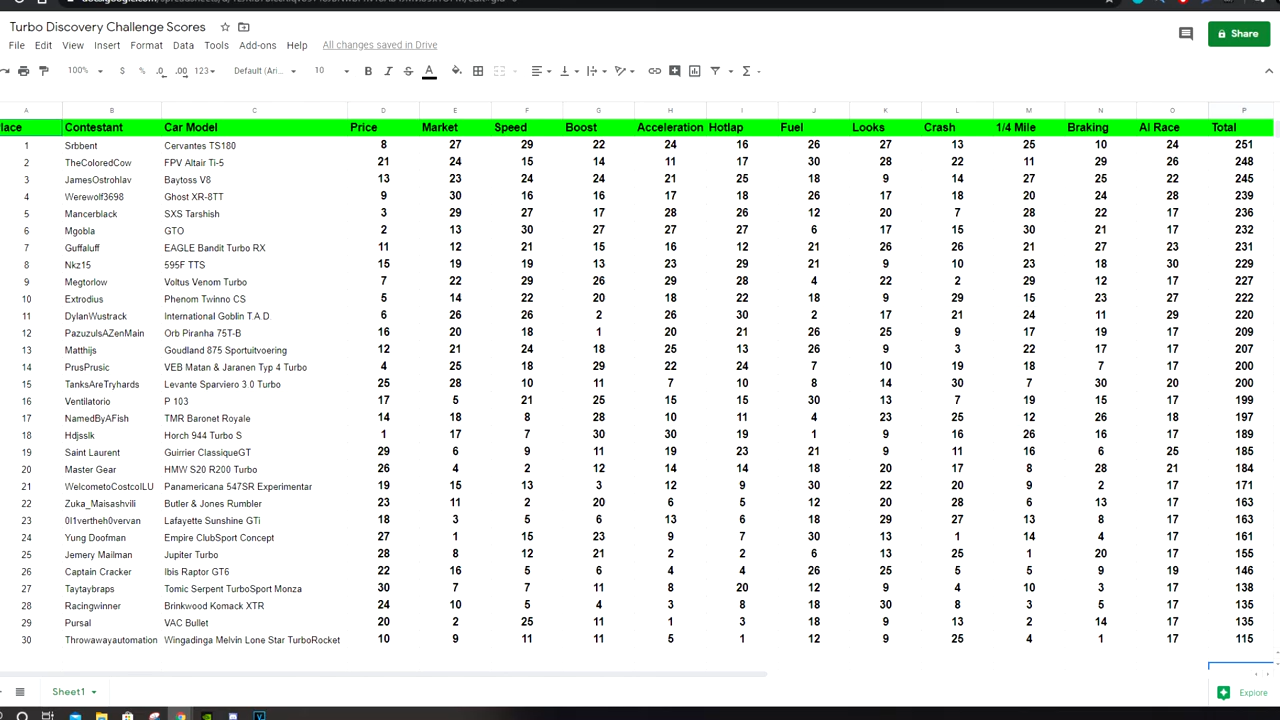 Turbo Discovery Challenge Scores
File Edit View Insert Format Data Tools Add-ons Help All changes saved in Drive
Share
100% $ % .0 .00 123 Default (Ari... 10 B I S A
A B C D E F G H I J K L M N O P
lace Contestant Car Model Price Market Speed Boost Acceleration Hotlap Fuel Looks Crash 1/4 Mile Braking AI Race Total
1 Srbbent Cervantes TS180 8 27 29 22 24 16 26 27 13 25 10 24 251
2 TheColoredCow FPV Altair Ti-5 21 24 15 14 11 17 30 28 22 11 29 26 248
3 JamesOstrohlav Baytoss V8 13 23 24 24 21 25 18 9 14 27 25 22 245
4 Werewolf3698 Ghost XR-8TT 9 30 16 16 17 18 26 17 18 20 24 28 239
5 Mancerblack SXS Tarshish 3 29 27 17 28 26 12 20 7 28 22 17 236
6 Mgobla GTO 2 13 30 27 27 27 6 17 15 30 21 17 232
7 Guffaluff EAGLE Bandit Turbo RX 11 12 21 15 16 12 21 26 26 21 27 23 231
8 Nkz15 595F TTS 15 19 19 13 23 29 21 9 10 23 18 30 229
9 Megtorlow Voltus Venom Turbo 7 22 29 26 29 28 4 22 2 29 12 17 227
10 Extrodius Phenom Twinno CS 5 14 22 20 18 22 18 9 29 15 23 27 222
11 DylanWustrack International Goblin T.A.D 6 26 26 2 26 30 2 17 21 24 11 29 220
12 PazuzuIsAZenMain Orb Piranha 75T-B 16 20 18 1 20 21 26 25 9 17 19 17 209
13 Matthijs Goudland 875 Sportuitvoering 12 21 24 18 25 13 26 9 3 22 17 17 207
14 PrusPrusic VEB Matan & Jaranen Typ 4 Turbo 4 25 18 29 22 24 7 10 19 18 7 17 200
15 TanksAreTryhards Levante Sparviero 3.0 Turbo 25 28 10 11 7 10 8 14 30 7 30 20 200
16 Ventilatorio P 103 17 5 21 25 15 15 30 13 7 19 15 17 199
17 NamedByAFish TMR Baronet Royale 14 18 8 28 10 11 4 23 25 12 26 18 197
18 Hdjsslk Horch 944 Turbo S 1 17 7 30 30 19 1 9 16 26 16 17 189
19 Saint Laurent Guirrier ClassiqueGT 29 6 9 11 19 23 21 9 11 16 6 25 185
20 Master Gear HMW S20 R200 Turbo 26 4 2 12 14 14 18 20 17 8 28 21 184
21 WelcometoCostcoILU Panamericana 547SR Experimentar 19 15 13 3 12 9 30 22 20 9 2 17 171
22 Zuka_Maisashvili Butler & Jones Rumbler 23 11 2 20 6 5 12 20 28 6 13 17 163
23 0l1vertheh0vervan Lafayette Sunshine GTi 18 3 5 6 13 6 18 29 27 13 8 17 163
24 Yung Doofman Empire ClubSport Concept 27 1 15 23 9 7 30 13 1 14 4 17 161
25 Jemery Mailman Jupiter Turbo 28 8 12 21 2 2 6 13 25 1 20 17 155
26 Captain Cracker Ibis Raptor GT6 22 16 5 6 4 4 26 25 5 5 9 19 146
27 Taytaybraps Tomic Serpent TurboSport Monza 30 7 7 11 8 20 12 9 4 10 3 17 138
28 Racingwinner Brinkwood Komack XTR 24 10 5 4 3 8 18 30 8 3 5 17 135
29 Pursal VAC Bullet 20 2 25 11 1 3 18 9 13 2 14 17 135
30 Throwawayautomation Wingadinga Melvin Lone Star TurboRocket 10 9 11 11 5 1 12 9 25 4 1 17 115
Sheet1
Explore